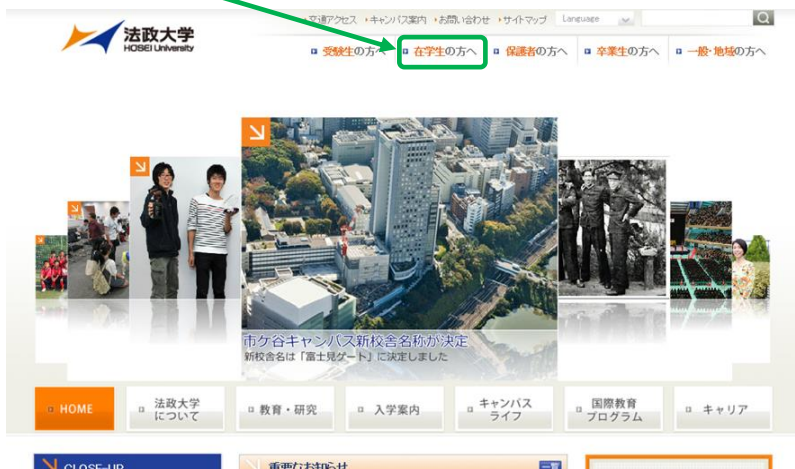 交通アクセス キャンパス案内 お問い合わせ サイトマップ Language
法政大学
HOSEI University
受験生の方へ 在学生の方へ 保護者の方へ 卒業生の方へ 一般・地域の方へ
市ケ谷キャンパス新校舎名称が決定
新校舎名は「富士見ゲート」に決定しました
HOME
法政大学
について
教育・研究
入学案内
キャンパス
ライフ
国際教育
プログラム
キャリア
CLOSE-UP
重要なお知らせ
一覧